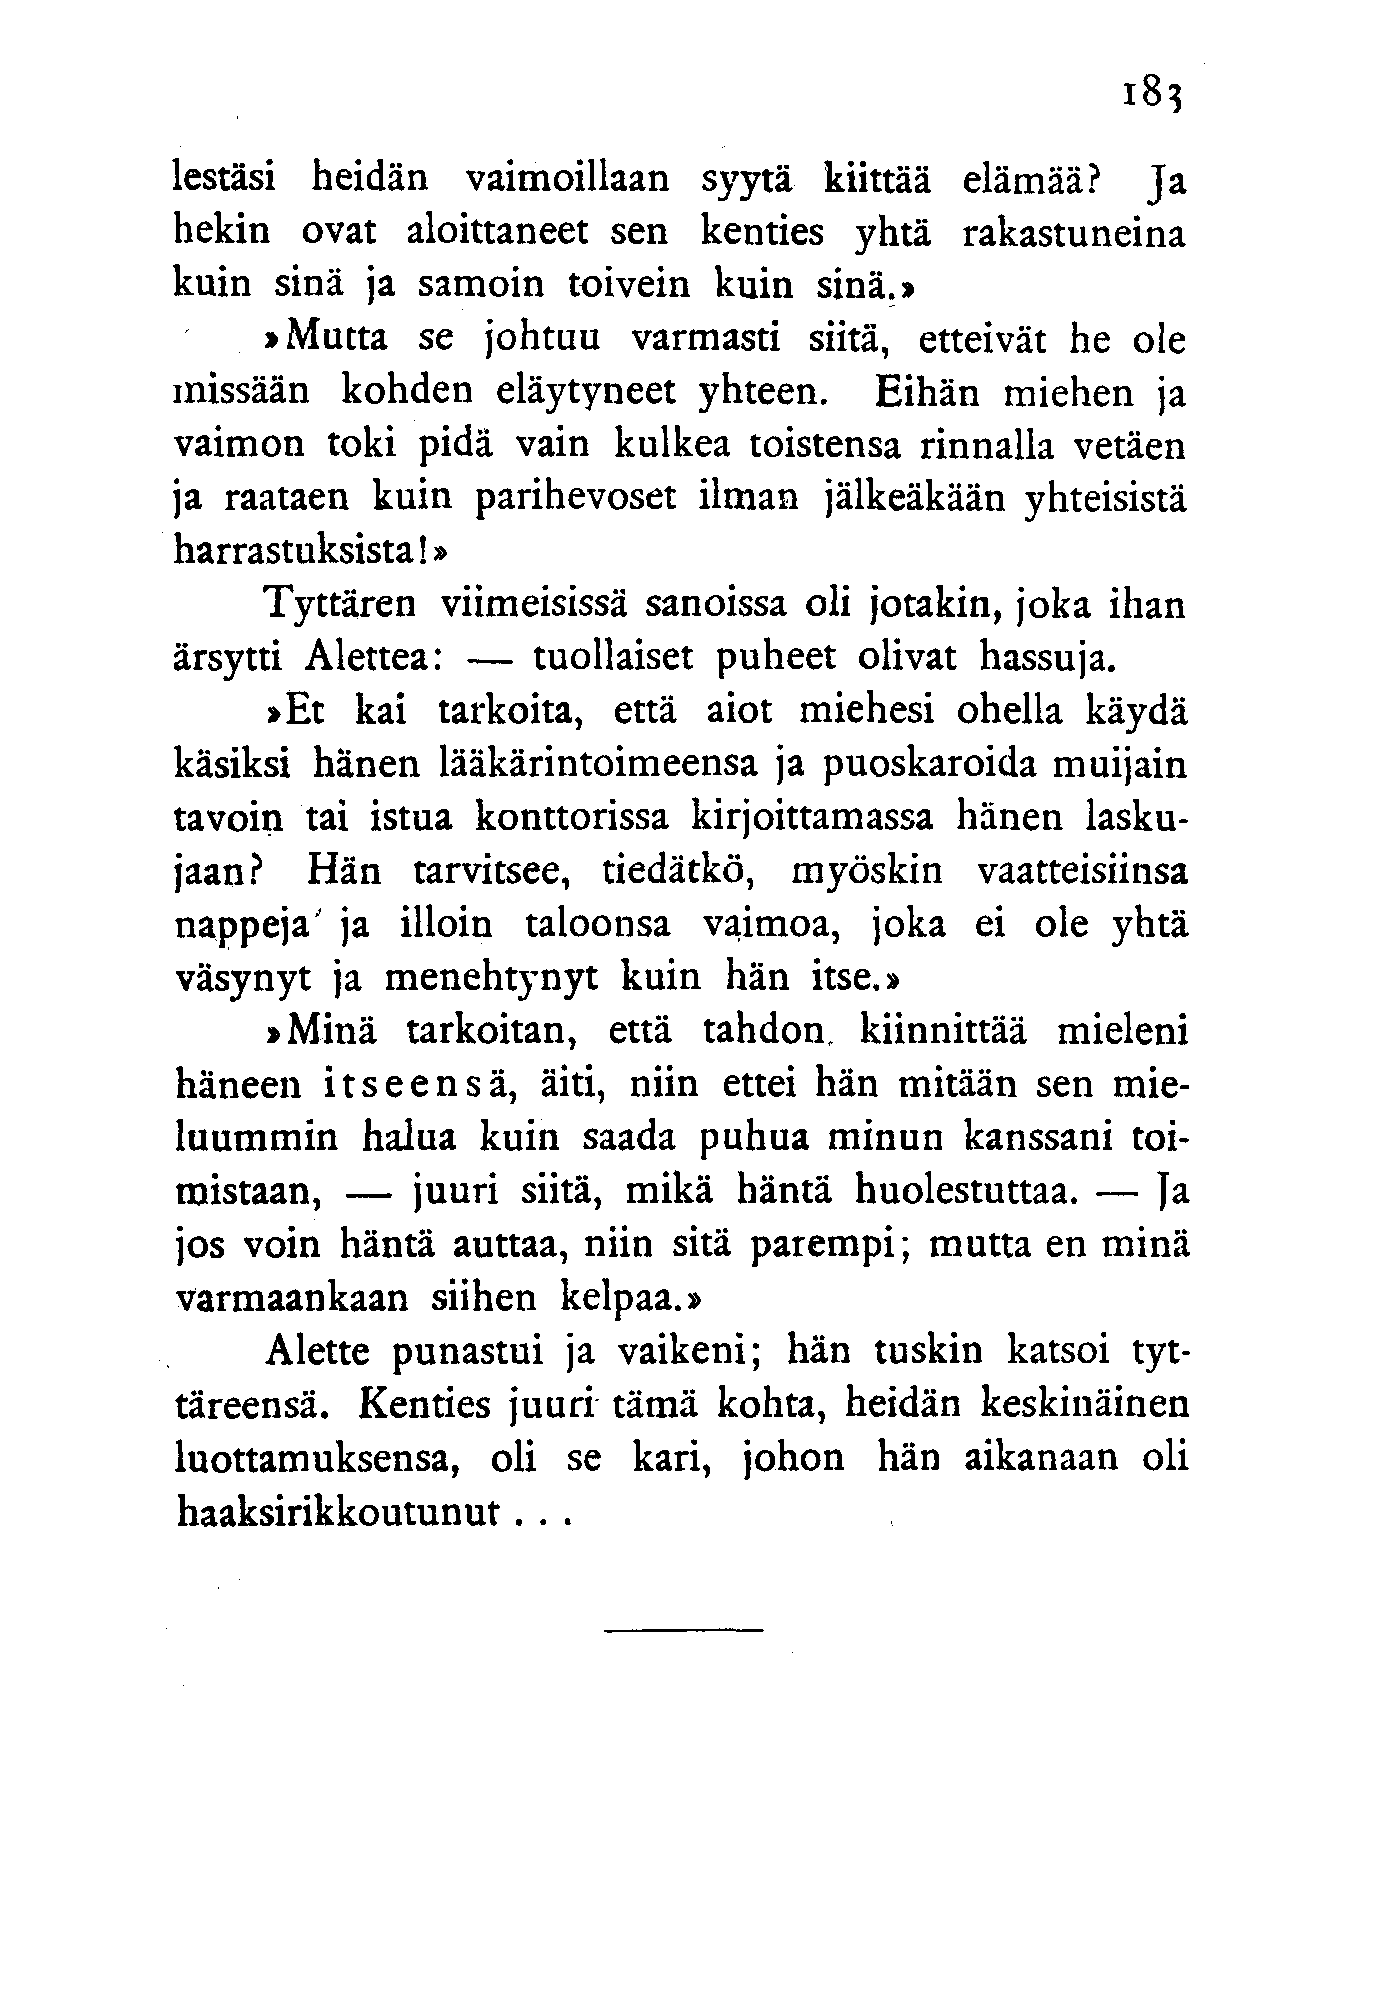 183
lestäsi heidän vaimoillaan syytä kiittää elämää? Ja
hekin ovat aloittaneet sen kenties yhtä rakastuneina
kuin sinä ja samoin toivein kuin sinä.»
»Mutta se johtuu varmasti siitä, etteivät he ole
missään kohden eläytyneet yhteen. Eihän miehen ja
vaimon toki pidä vain kulkea toistensa rinnalla vetäen
ja raataen kuin parihevoset ilman jälkeäkään yhteisistä
harrastuksista!»
Tyttären viimeisissä sanoissa oli jotakin, joka ihan
ärsytti Alettea: — tuollaiset puheet olivat hassuja.
»Et kai tarkoita, että aiot miehesi ohella käydä
käsiksi hänen lääkärintoimeensa ja puoskaroida muijain
tavoin tai istua konttorissa kirjoittamassa hänen lasku-
jaan? Hän tarvitsee, tiedätkö, myöskin vaatteisiinsa
nappeja ja illoin taloonsa vaimoa, joka ei ole yhtä
väsynyt ja menehtynyt kuin hän itse.»
»Minä tarkoitan, että tahdon kiinnittää mieleni
häneen itseensä, äiti, niin ettei hän mitään sen mie-
luummin halua kuin saada puhua minun kanssani toi-
mistaan, — juuri siitä, mikä häntä huolestuttaa. — Ja
jos voin häntä auttaa, niin sitä parempi; mutta en minä
varmaankaan siihen kelpaa.»
Alette punastui ja vaikeni; hän tuskin katsoi tyt-
täreensä. Kenties juuri tämä kohta, heidän keskinäinen
luottamuksensa, oli se kari, johon hän aikanaan oli
haaksirikkoutunut . . .